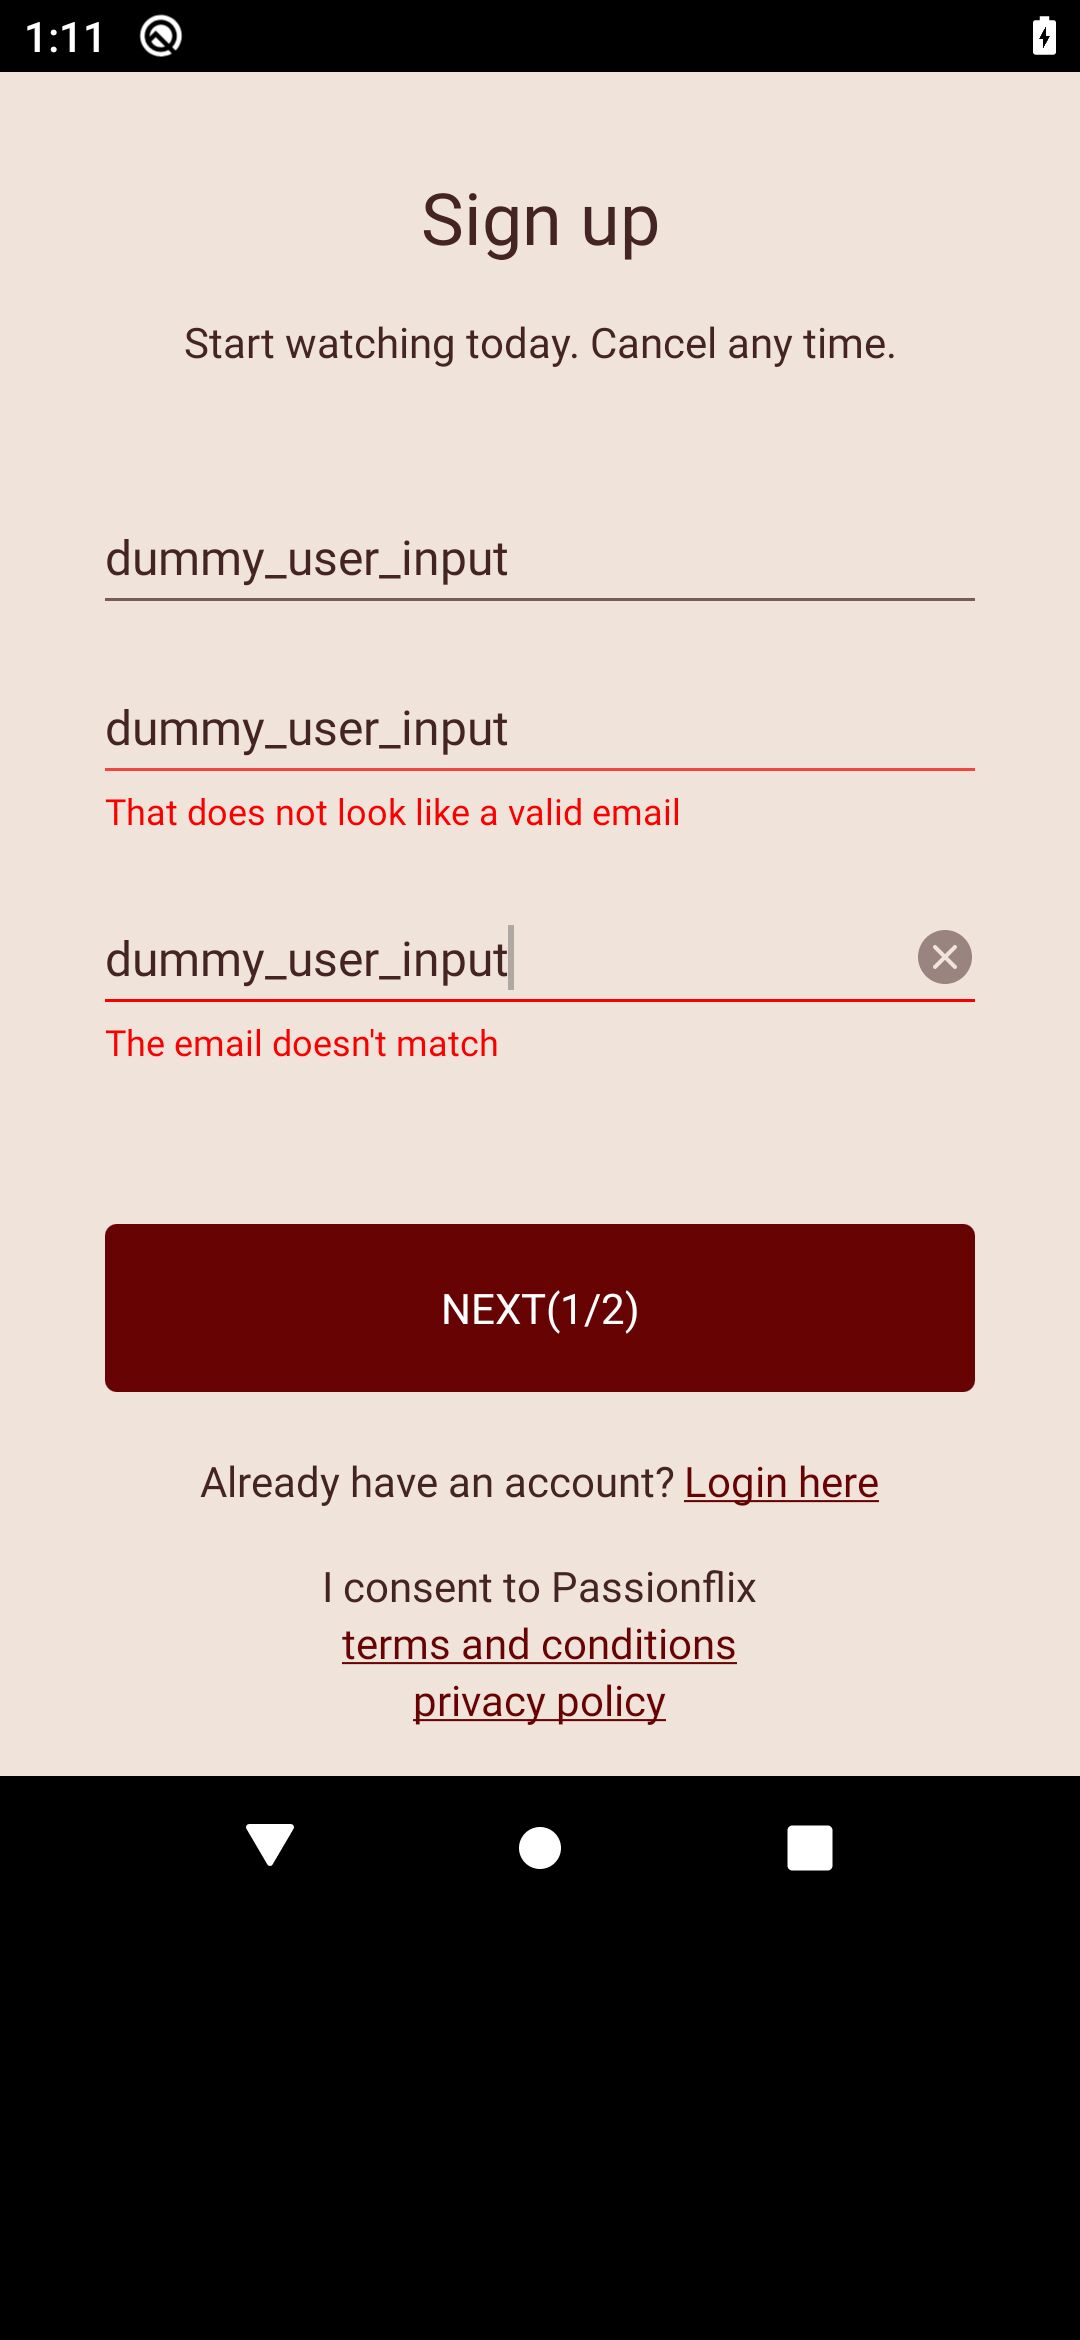 1:11
Sign up
Start watching today. Cancel any time.
dummy_user_input
dummy_user_input
That does not look like a valid email
dummy_user_input
The email doesn't match
NEXT(1/2)
Already have an account? Login here
I consent to Passionflix
terms and conditions
privacy policy